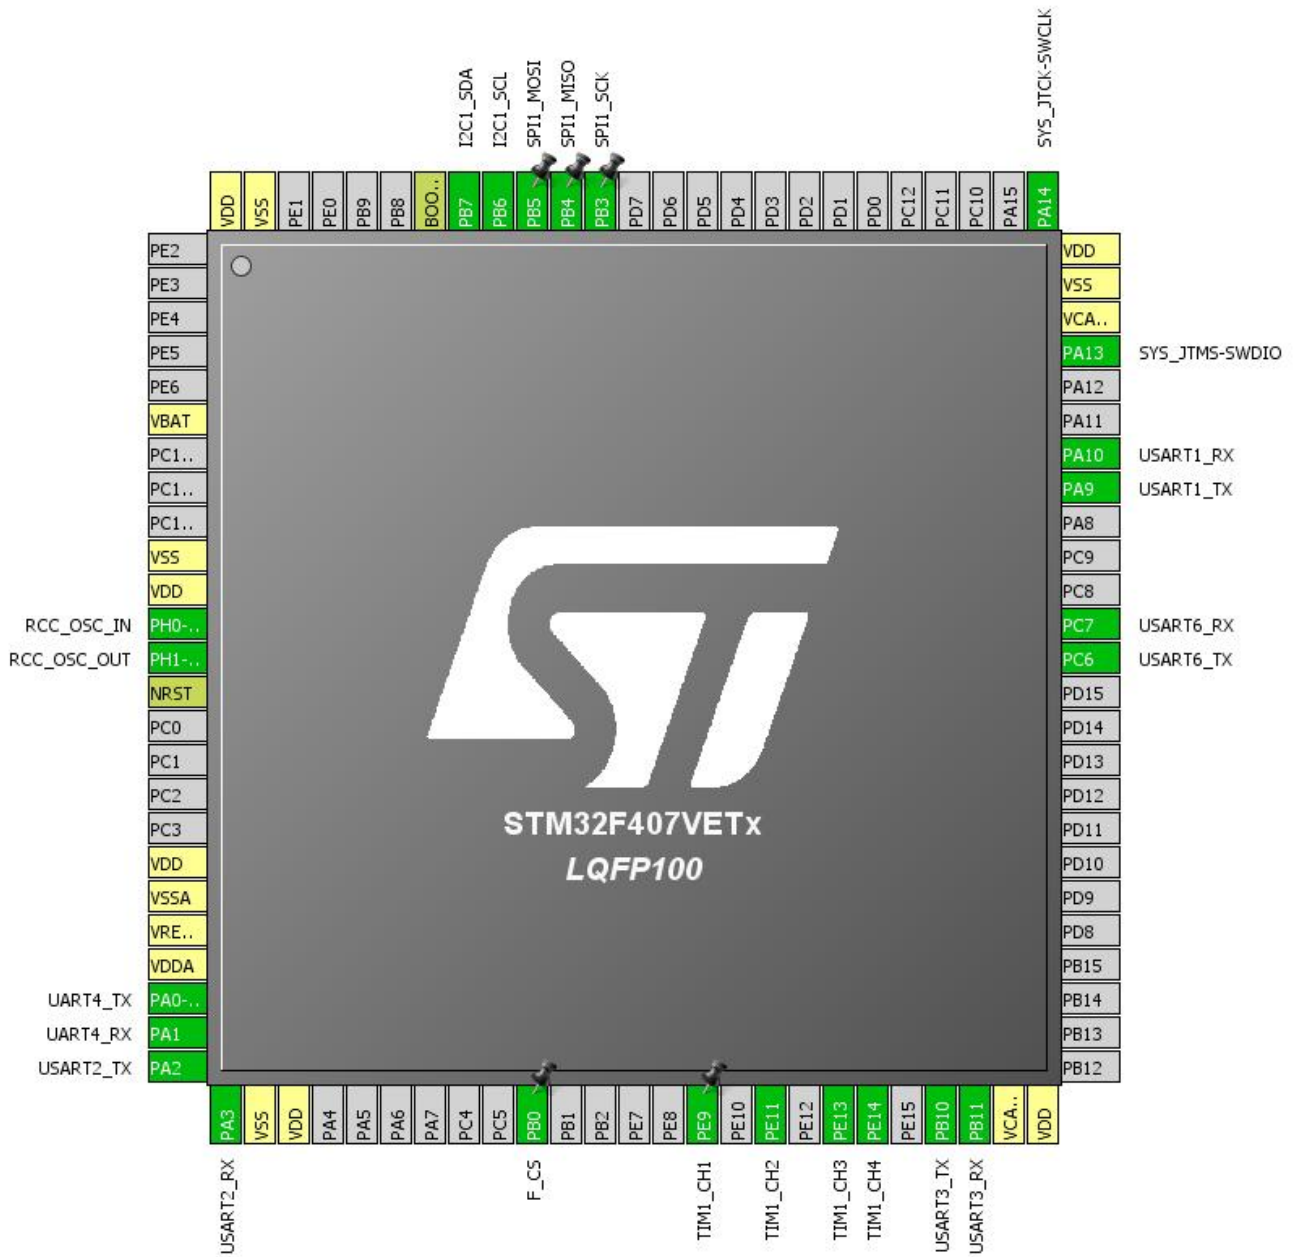 I2C1_SDA
I2C1_SCL
SPI1_MOSI
SPI1_MISO
SPI1_SCK
SYS_JTCK-SWCLK
VDD
VSS
PE1
PE0
PB9
PB8
BOO..
PB7
PB6
PB5
PB4
PB3
PD7
PD6
PD5
PD4
PD3
PD2
PD1
PD0
PC12
PC11
PC10
PA15
PA14
PE2
PE3
PE4
PE5
PE6
VBAT
PC1..
PC1..
PC1..
VSS
VDD
RCC_OSC_IN PH0-..
RCC_OSC_OUT PH1-..
NRST
PC0
PC1
PC2
PC3
VDD
VSSA
VRE..
VDDA
UART4_TX PA0-..
UART4_RX PA1
USART2_TX PA2
ST
STM32F407VETx
LQFP100
VDD
VSS
VCA..
PA13 SYS_JTMS-SWDIO
PA12
PA11
PA10 USART1_RX
PA9 USART1_TX
PA8
PC9
PC8
PC7 USART6_RX
PC6 USART6_TX
PD15
PD14
PD13
PD12
PD11
PD10
PD9
PD8
PB15
PB14
PB13
PB12
PA3
VSS
VDD
PA4
PA5
PA6
PA7
PC4
PC5
PB0
PB1
PB2
PE7
PE8
PE9
PE10
PE11
PE12
PE13
PE14
PE15
PB10
PB11
VCA..
VDD
USART2_RX
F_CS
TIM1_CH1
TIM1_CH2
TIM1_CH3
TIM1_CH4
USART3_TX
USART3_RX